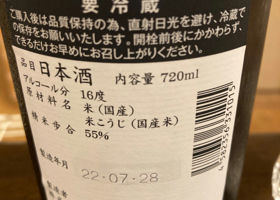 要冷蔵
ご購入後は品質保持の為、直射日光を避け、冷蔵で
の保存をお願いいたします。開栓前後にかかわらず、
できるだけお早めにお召し上がりください。
品目 日本酒 内容量 720ml
アルコール分 16度
原材料名 米(国産)
米こうじ(国産米)
精米歩合 55%
製造年月
22.07.28
製造者
4582356331015